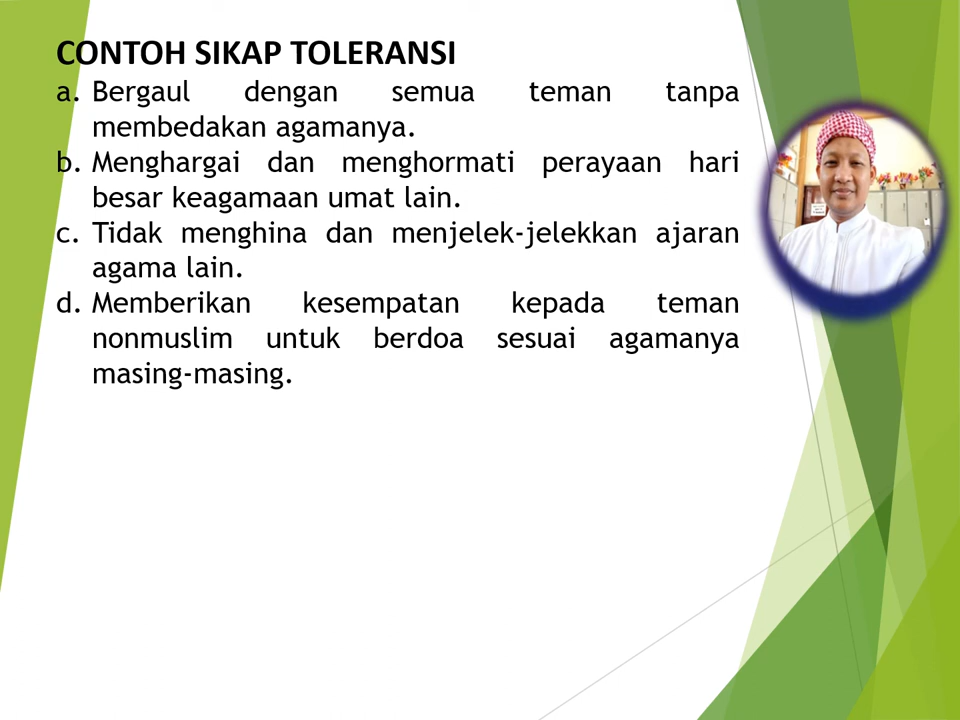 CONTOH SIKAP TOLERANSI
a. Bergaul dengan semua teman tanpa
membedakan agamanya.
b. Menghargai dan menghormati perayaan hari
besar keagamaan umat lain.
c. Tidak menghina dan menjelek-jelekkan ajaran
agama lain.
d. Memberikan kesempatan kepada teman
nonmuslim untuk berdoa sesuai agamanya
masing-masing.